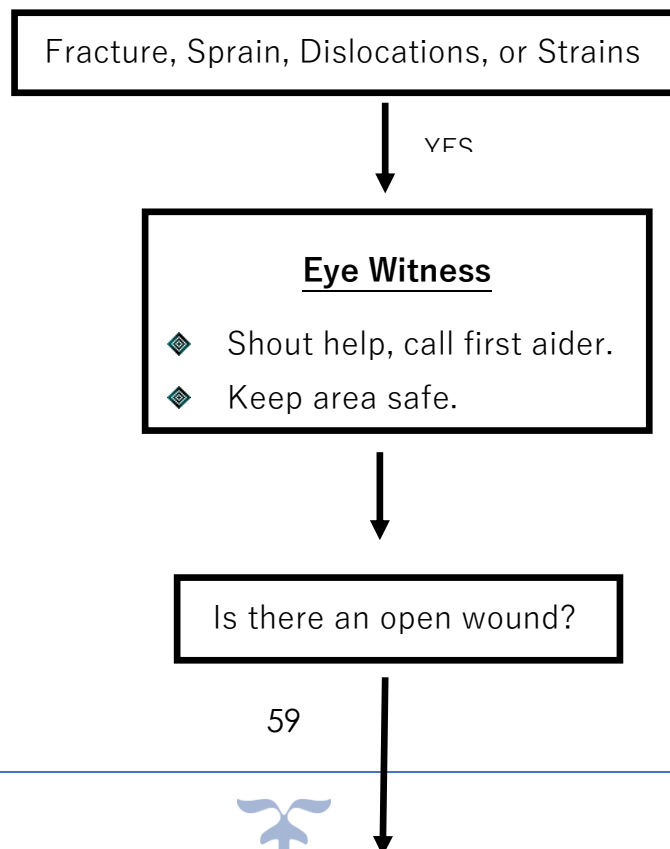 Fracture, Sprain, Dislocations, or Strains
YES
Eye Witness
Shout help, call first aider.
Keep area safe.
Is there an open wound?
59